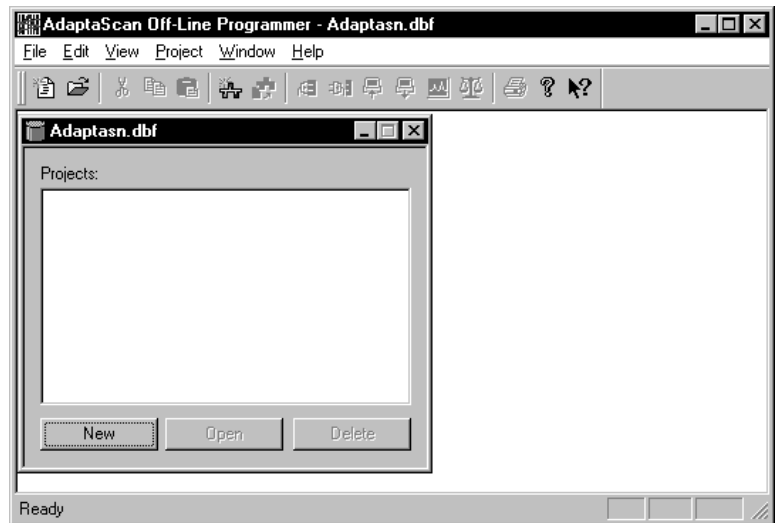 AdaptaScan Off-Line Programmer - Adaptasn.dbf
File Edit View Project Window Help
Adaptasn.dbf
Projects:
New Open Delete
Ready